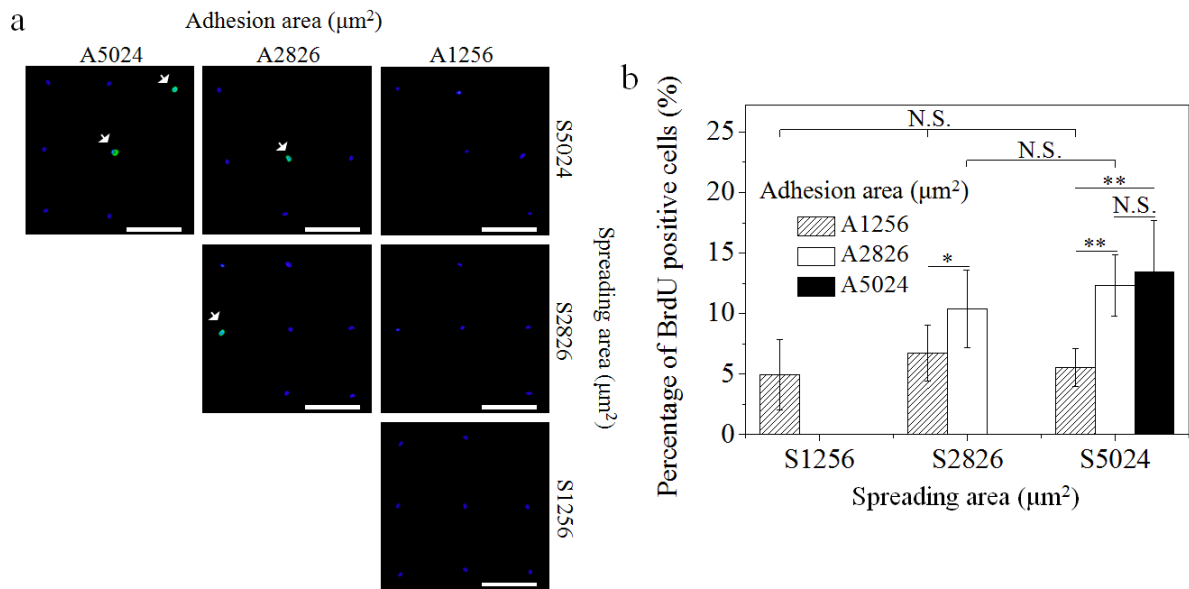 a
Adhesion area (μm²)
A5024 A2826 A1256
S5024
S2826
S1256
Spreading area (μm²)
b
Percentage of BrdU positive cells (%)
25
20
15
10
5
0
N.S.
N.S.
**
N.S.
**
*
Adhesion area (μm²)
A1256
A2826
A5024
S1256 S2826 S5024
Spreading area (μm²)